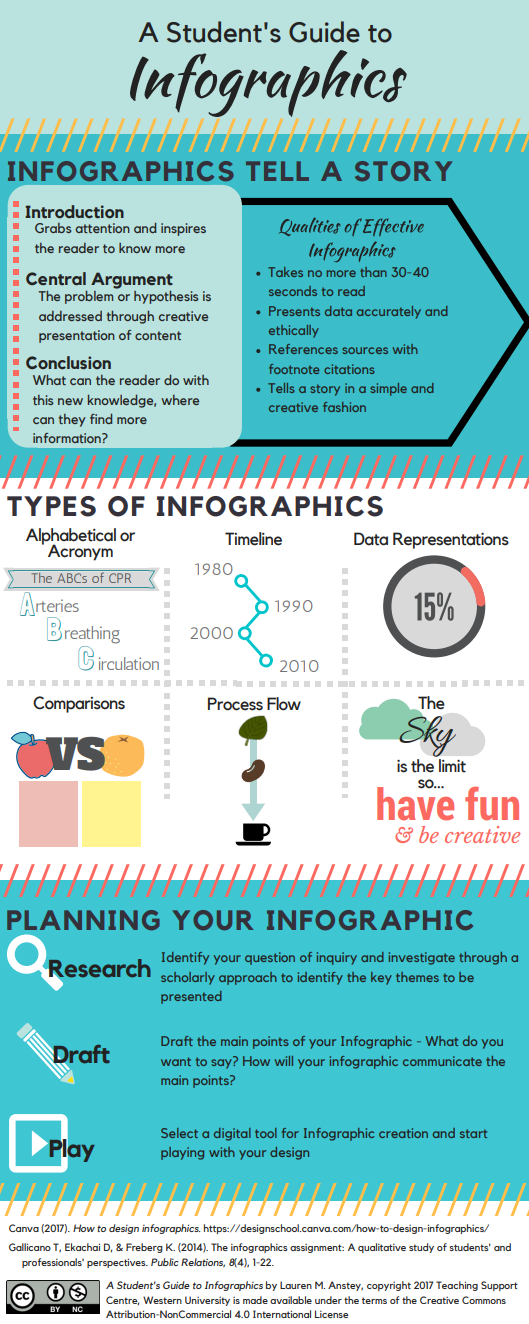 A Student's Guide to
Infographics
INFOGRAPHICS TELL A STORY
Introduction
Grabs attention and inspires
the reader to know more
Central Argument
The problem or hypothesis is
addressed through creative
presentation of content
Conclusion
What can the reader do with
this new knowledge, where
can they find more
information?
Qualities of Effective
Infographics
• Takes no more than 30-40
seconds to read
• Presents data accurately and
ethically
• References sources with
footnote citations
• Tells a story in a simple and
creative fashion
TYPES OF INFOGRAPHICS
Alphabetical or
Acronym
The ABCs of CPR
Arteries
Breathing
Circulation
Timeline
1980
1990
2000
2010
Data Representations
15%
Comparisons
VS
Process Flow
The
Sky
is the limit
so...
have fun
& be creative
PLANNING YOUR INFOGRAPHIC
Research
Identify your question of inquiry and investigate through a
scholarly approach to identify the key themes to be
presented
Draft
Draft the main points of your Infographic - What do you
want to say? How will your infographic communicate the
main points?
Play
Select a digital tool for Infographic creation and start
playing with your design
Canva (2017). How to design infographics. https://designschool.canva.com/how-to-design-infographics/
Gallicano T, Ekachai D, & Freberg K. (2014). The infographics assignment: A qualitative study of students' and
professionals' perspectives. Public Relations, 8(4), 1-22.
cc
BY NC
A Student's Guide to Infographics by Lauren M. Anstey, copyright 2017 Teaching Support
Centre, Western University is made available under the terms of the Creative Commons
Attribution-NonCommercial 4.0 International License